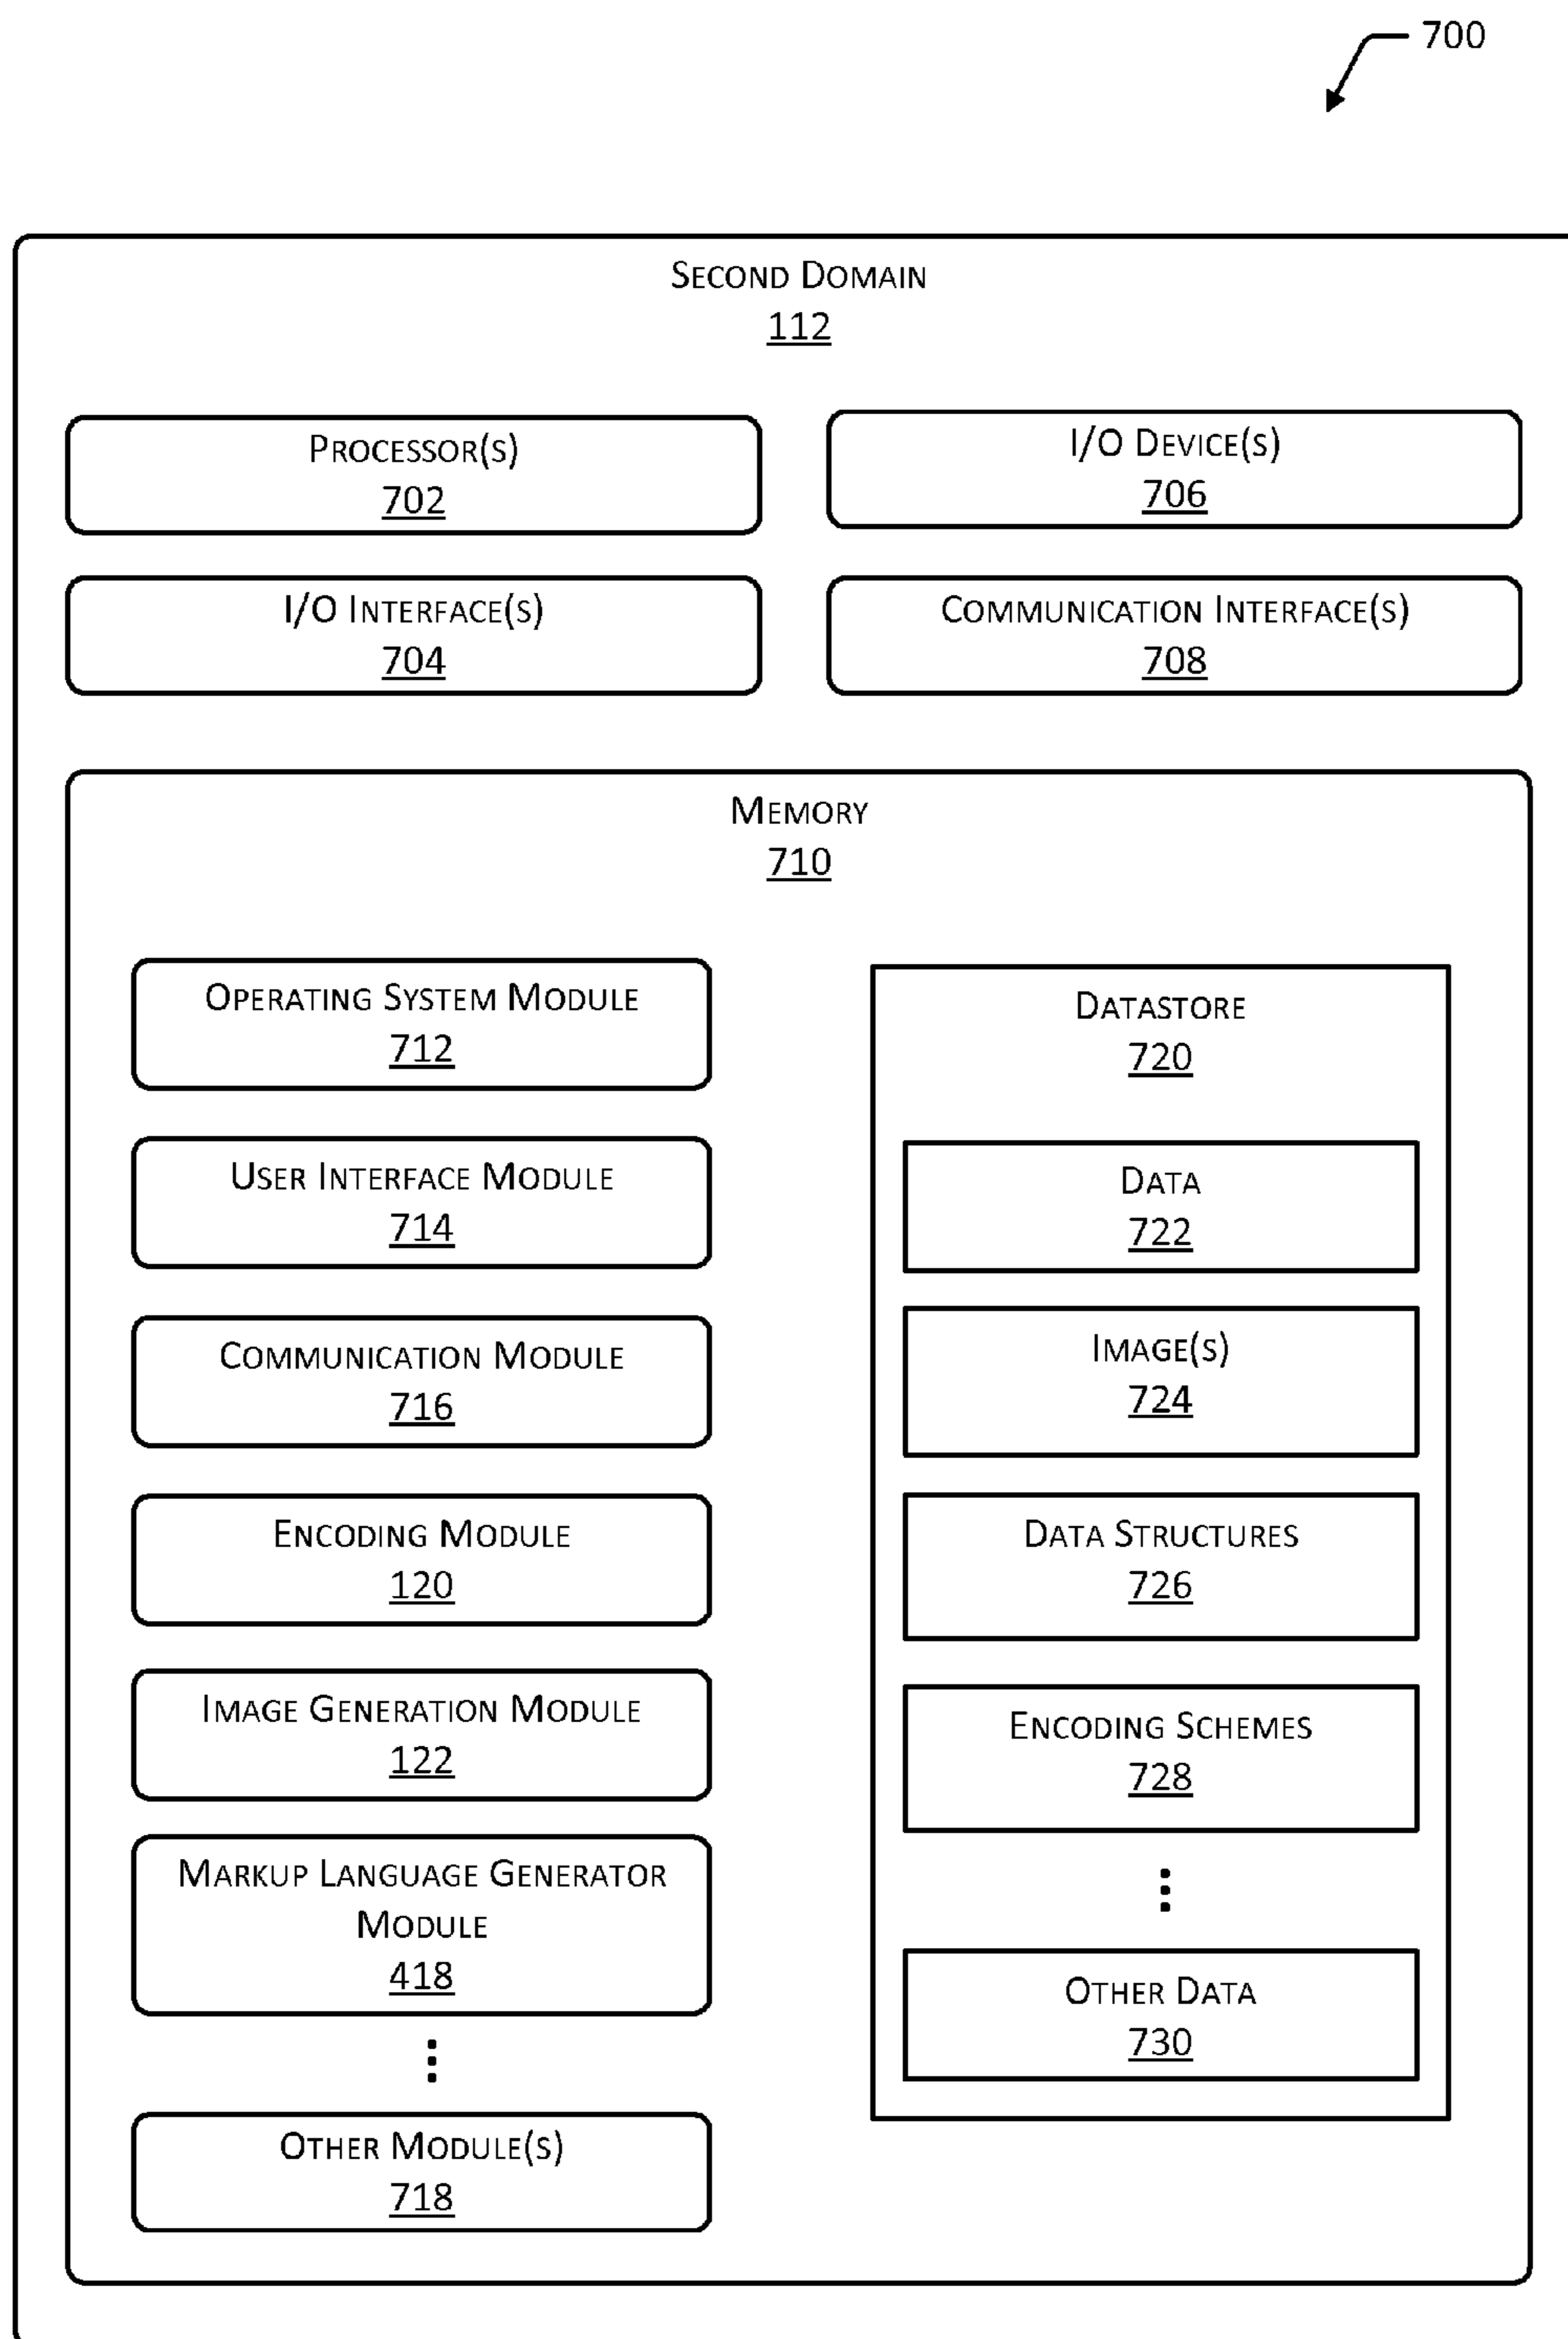 700
SECOND DOMAIN
112
PROCESSOR(S)
702
I/O DEVICE(S)
706
I/O INTERFACE(S)
704
COMMUNICATION INTERFACE(S)
708
MEMORY
710
OPERATING SYSTEM MODULE
712
USER INTERFACE MODULE
714
COMMUNICATION MODULE
716
ENCODING MODULE
120
IMAGE GENERATION MODULE
122
MARKUP LANGUAGE GENERATOR
MODULE
418
OTHER MODULE(S)
718
DATASTORE
720
DATA
722
IMAGE(S)
724
DATA STRUCTURES
726
ENCODING SCHEMES
728
OTHER DATA
730